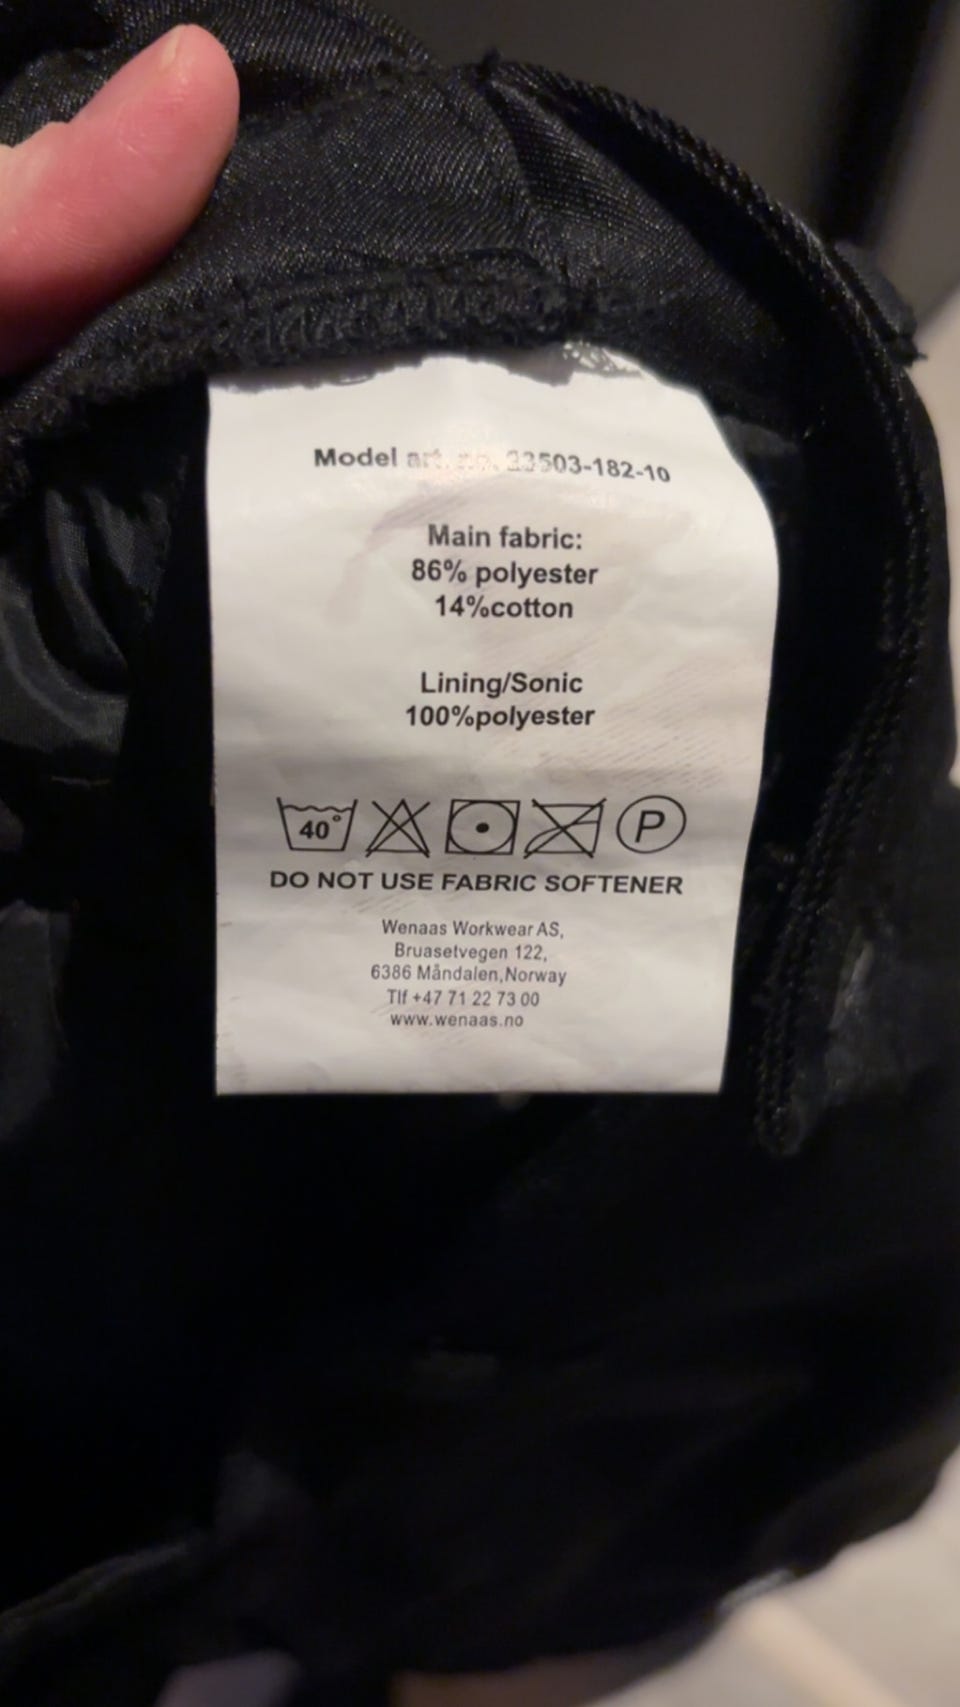 Model art. no. 33503-182-10
Main fabric:
86% polyester
14%cotton
Lining/Sonic
100%polyester
40°
P
DO NOT USE FABRIC SOFTENER
Wenaas Workwear AS,
Bruasetvegen 122,
6386 Måndalen,Norway
Tlf +47 71 22 73 00
www.wenaas.no